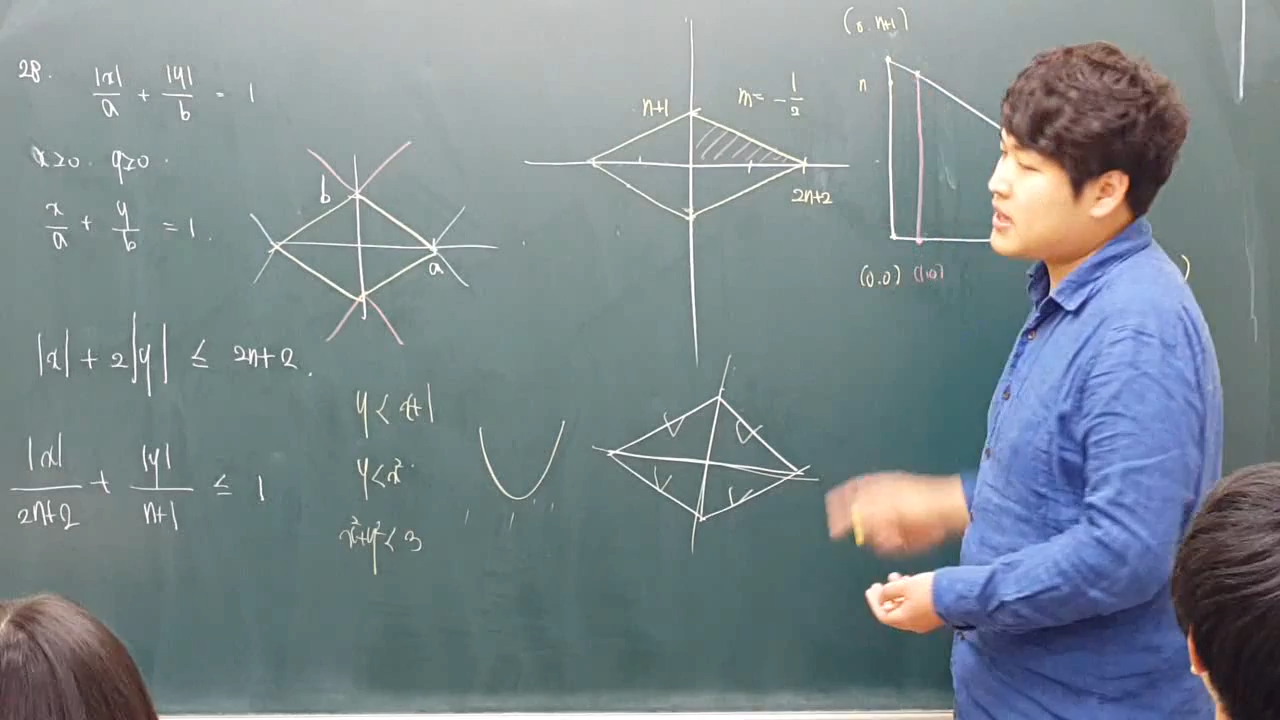 28.
|x|/a + |y|/b = 1
x≥0. y≥0.
x/a + y/b = 1.
b
a
|x| + 2|y| ≤ 2n+2.
|x|/2n+2 + |y|/n+1 ≤ 1
y < x+1
y < x².
x²+y² < 3
n+1
m = -1/2
2n+2
(0. n+1)
n
(0.0) (1.0)
)